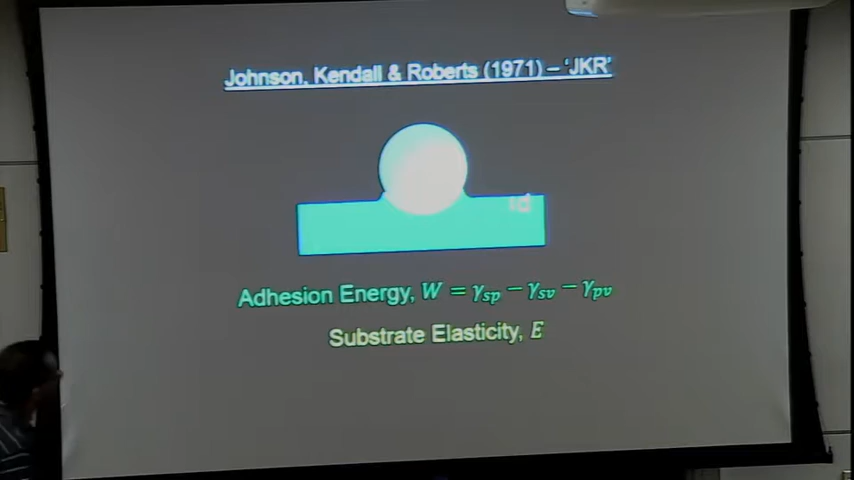 Johnson, Kendall & Roberts (1971) – 'JKR'
Adhesion Energy, W = γsp − γsv − γpv
Substrate Elasticity, E